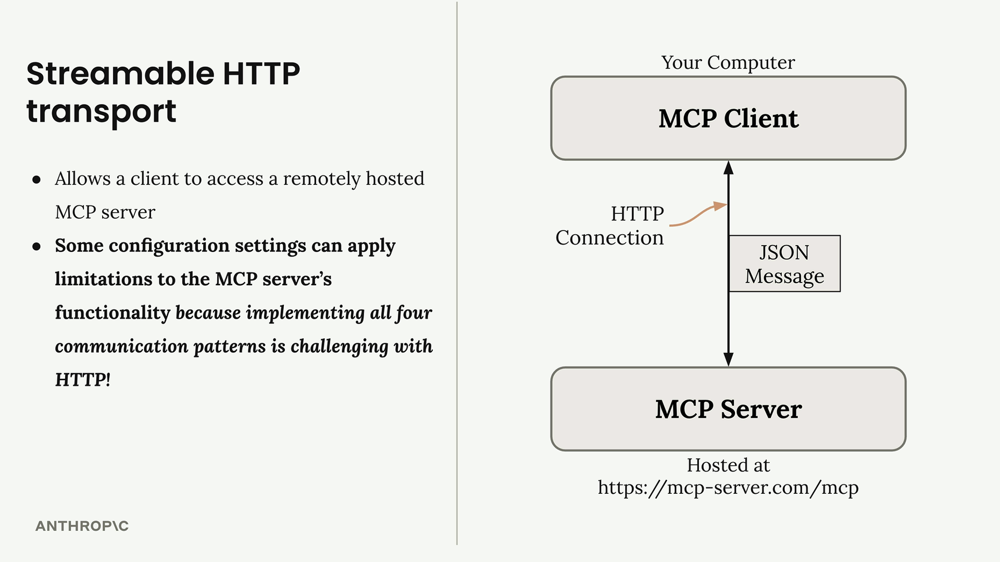 Streamable HTTP
transport
● Allows a client to access a remotely hosted
MCP server
● Some configuration settings can apply
limitations to the MCP server’s
functionality because implementing all four
communication patterns is challenging with
HTTP!
ANTHROP\C
Your Computer
MCP Client
HTTP
Connection
JSON
Message
MCP Server
Hosted at
https://mcp-server.com/mcp